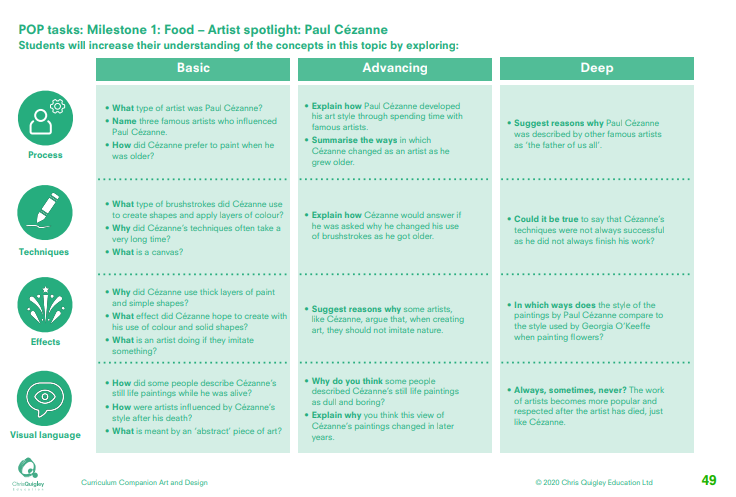 POP tasks: Milestone 1: Food – Artist spotlight: Paul Cézanne
Students will increase their understanding of the concepts in this topic by exploring:
Basic
Advancing
Deep
Process
• What type of artist was Paul Cézanne?
• Name three famous artists who influenced
Paul Cézanne.
• How did Cézanne prefer to paint when he
was older?
• Explain how Paul Cézanne developed
his art style through spending time with
famous artists.
• Summarise the ways in which
Cézanne changed as an artist as he
grew older.
• Suggest reasons why Paul Cézanne
was described by other famous artists
as ‘the father of us all’.
Techniques
• What type of brushstrokes did Cézanne use
to create shapes and apply layers of colour?
• Why did Cézanne’s techniques often take a
very long time?
• What is a canvas?
• Explain how Cézanne would answer if
he was asked why he changed his use
of brushstrokes as he got older.
• Could it be true to say that Cézanne’s
techniques were not always successful
as he did not always finish his work?
Effects
• Why did Cézanne use thick layers of paint
and simple shapes?
• What effect did Cézanne hope to create with
his use of colour and solid shapes?
• What is an artist doing if they imitate
something?
• Suggest reasons why some artists,
like Cézanne, argue that, when creating
art, they should not imitate nature.
• In which ways does the style of the
paintings by Paul Cézanne compare to
the style used by Georgia O’Keeffe
when painting flowers?
Visual language
• How did some people describe Cézanne’s
still life paintings while he was alive?
• How were artists influenced by Cézanne’s
style after his death?
• What is meant by an ‘abstract’ piece of art?
• Why do you think some people
described Cézanne’s still life paintings
as dull and boring?
• Explain why you think this view of
Cézanne’s paintings changed in later
years.
• Always, sometimes, never? The work
of artists becomes more popular and
respected after the artist has died, just
like Cézanne.
ChrisQuigley
Education
Curriculum Companion Art and Design
© 2020 Chris Quigley Education Ltd
49